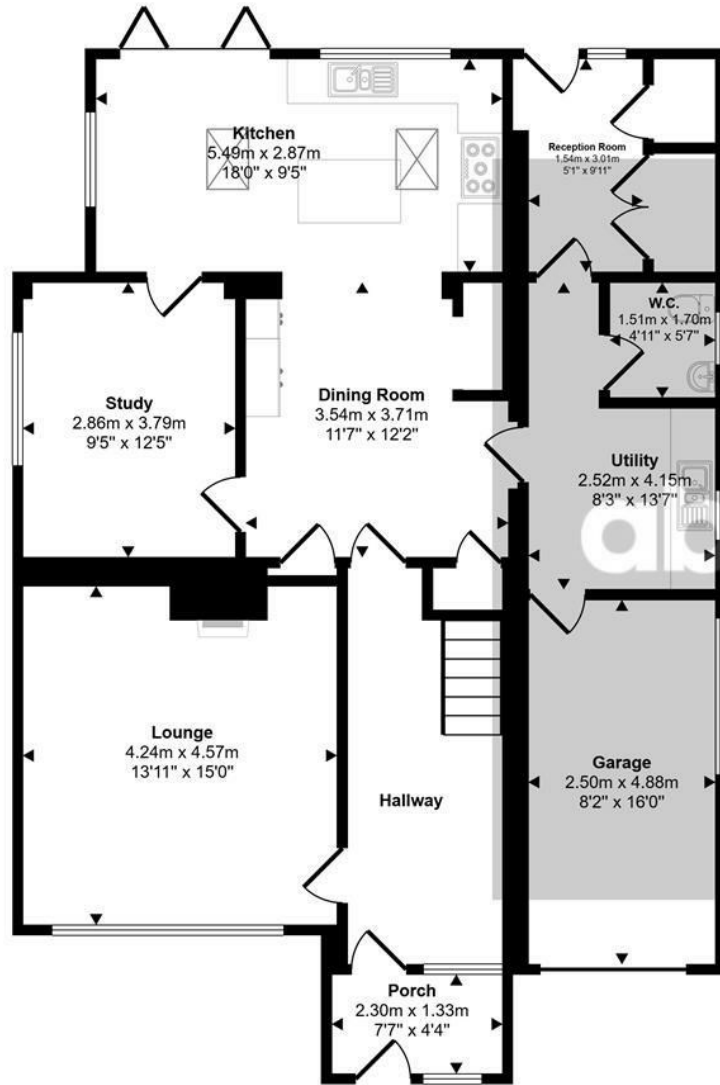 Kitchen
5.49m x 2.87m
18'0" x 9'5"
Reception Room
1.54m x 3.01m
5'1" x 9'11"
W.C.
1.51m x 1.70m
4'11" x 5'7"
Study
2.86m x 3.79m
9'5" x 12'5"
Dining Room
3.54m x 3.71m
11'7" x 12'2"
Utility
2.52m x 4.15m
8'3" x 13'7"
Lounge
4.24m x 4.57m
13'11" x 15'0"
Hallway
Garage
2.50m x 4.88m
8'2" x 16'0"
Porch
2.30m x 1.33m
7'7" x 4'4"